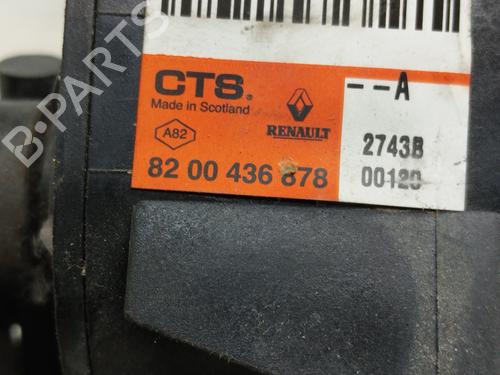 CTS.
Made in Scotland
A82
RENAULT
82 00 436 878
--A
2743B
00120
B-PARTS